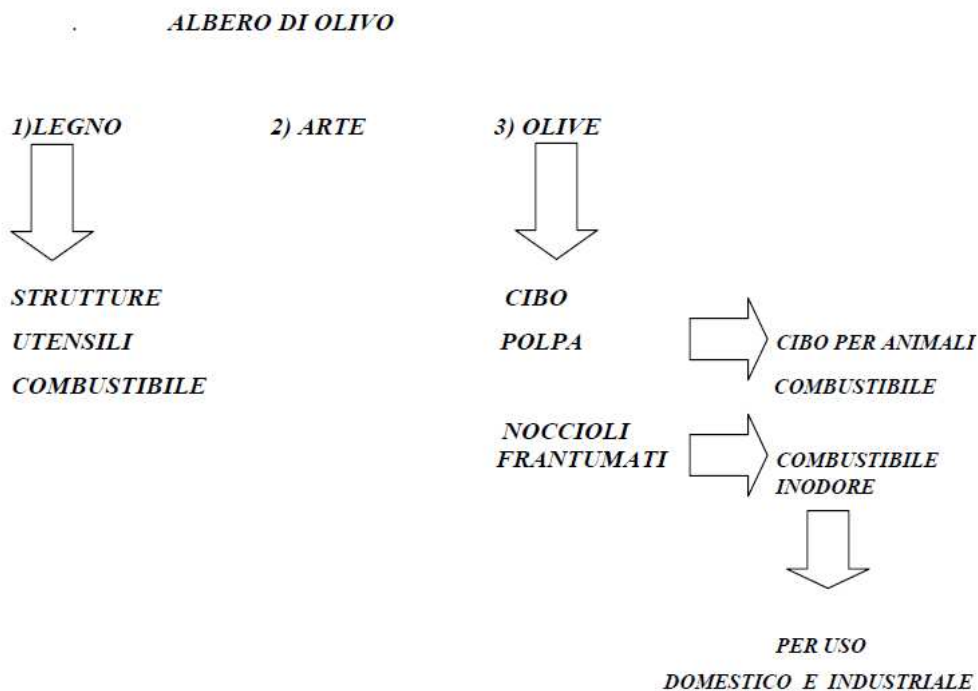 . ALBERO DI OLIVO
1)LEGNO 2) ARTE 3) OLIVE
STRUTTURE CIBO
UTENSILI POLPA CIBO PER ANIMALI
COMBUSTIBILE COMBUSTIBILE
NOCCIOLI
FRANTUMATI COMBUSTIBILE
INODORE
PER USO
DOMESTICO E INDUSTRIALE